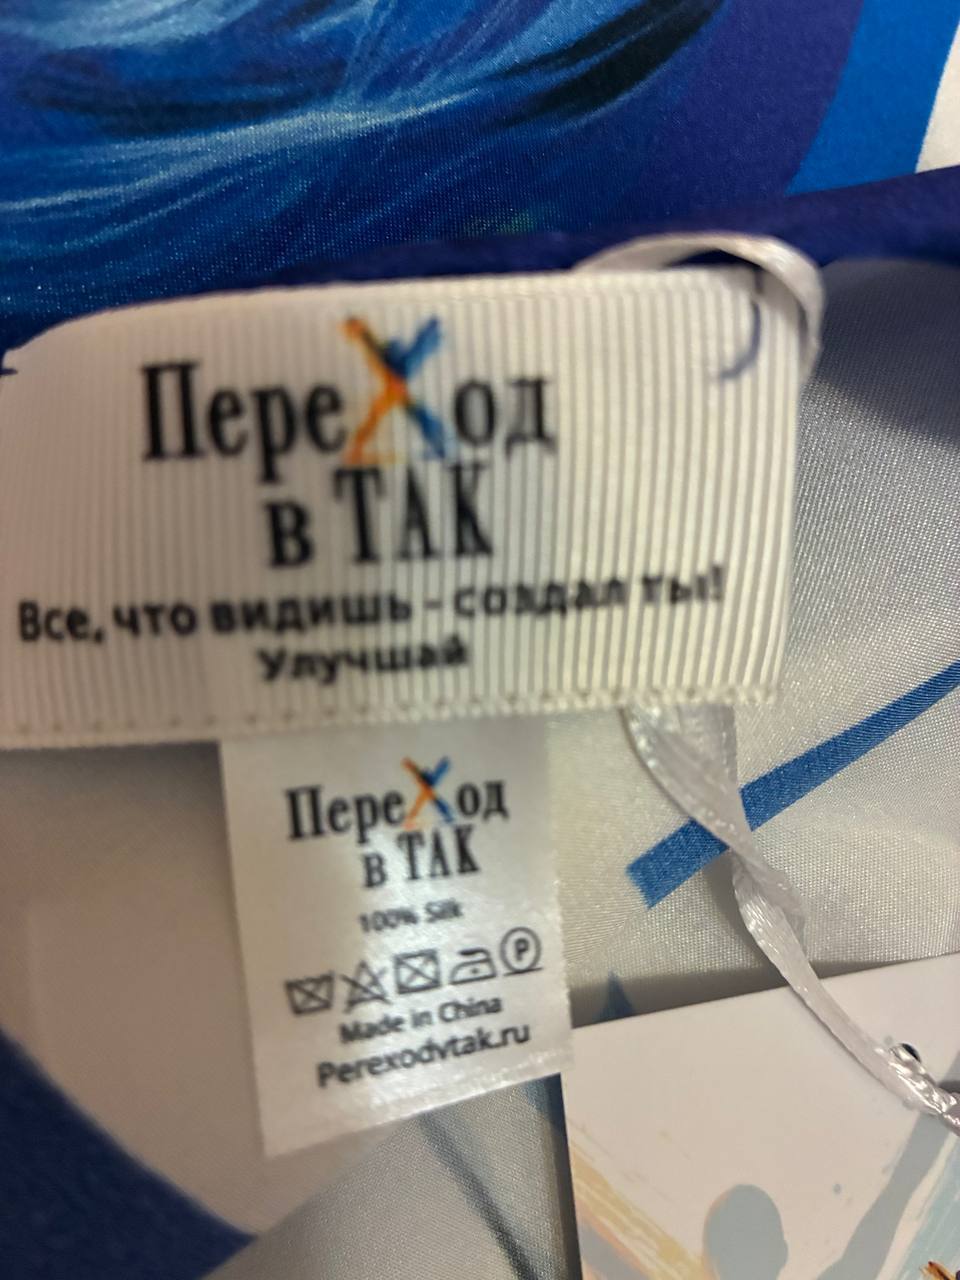 ПереХод
в ТАК
Все, что видишь - создал ты!
Улучшай
ПереХод
в ТАК
100% Silk
P
Made in China
Perexodvtak.ru